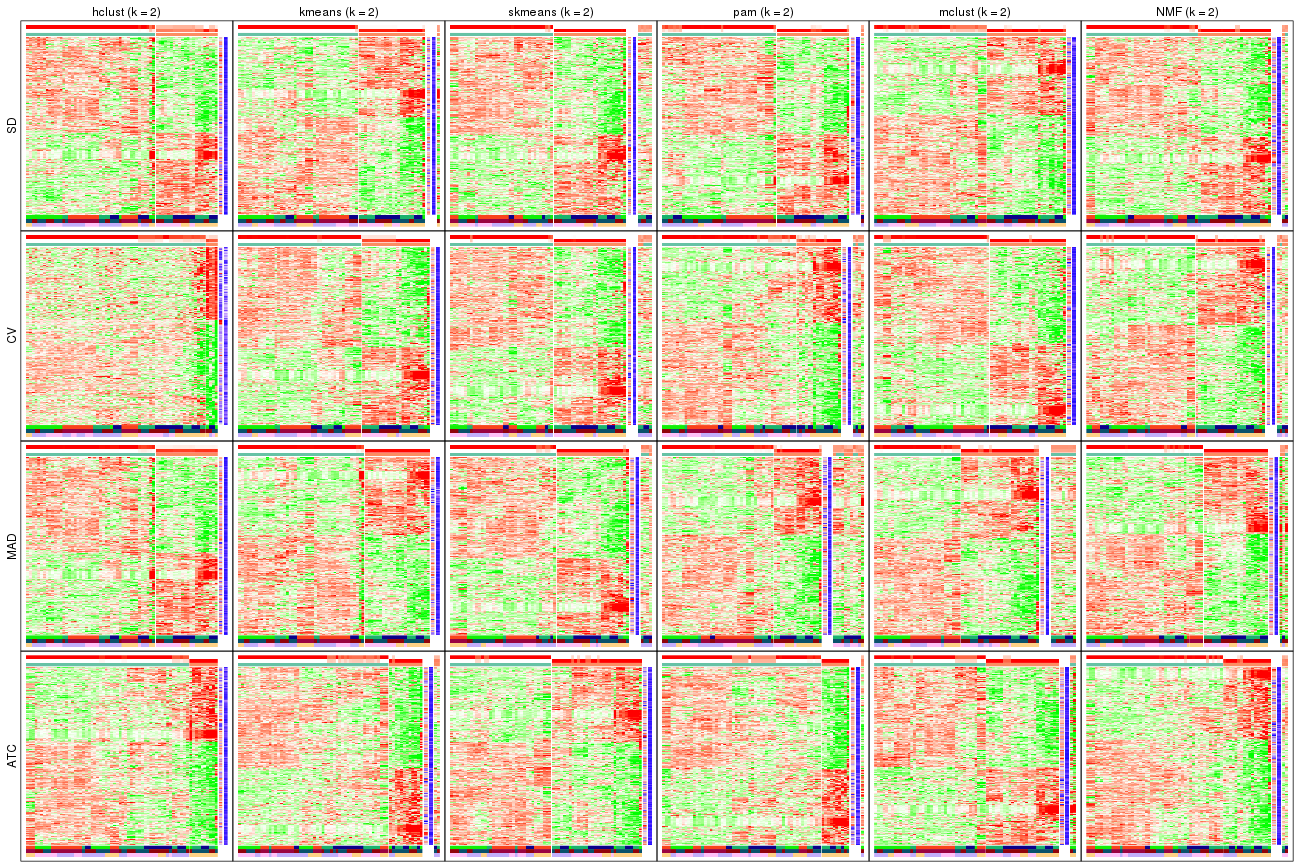 hclust (k = 2)
kmeans (k = 2)
skmeans (k = 2)
pam (k = 2)
mclust (k = 2)
NMF (k = 2)
SD
CV
MAD
ATC